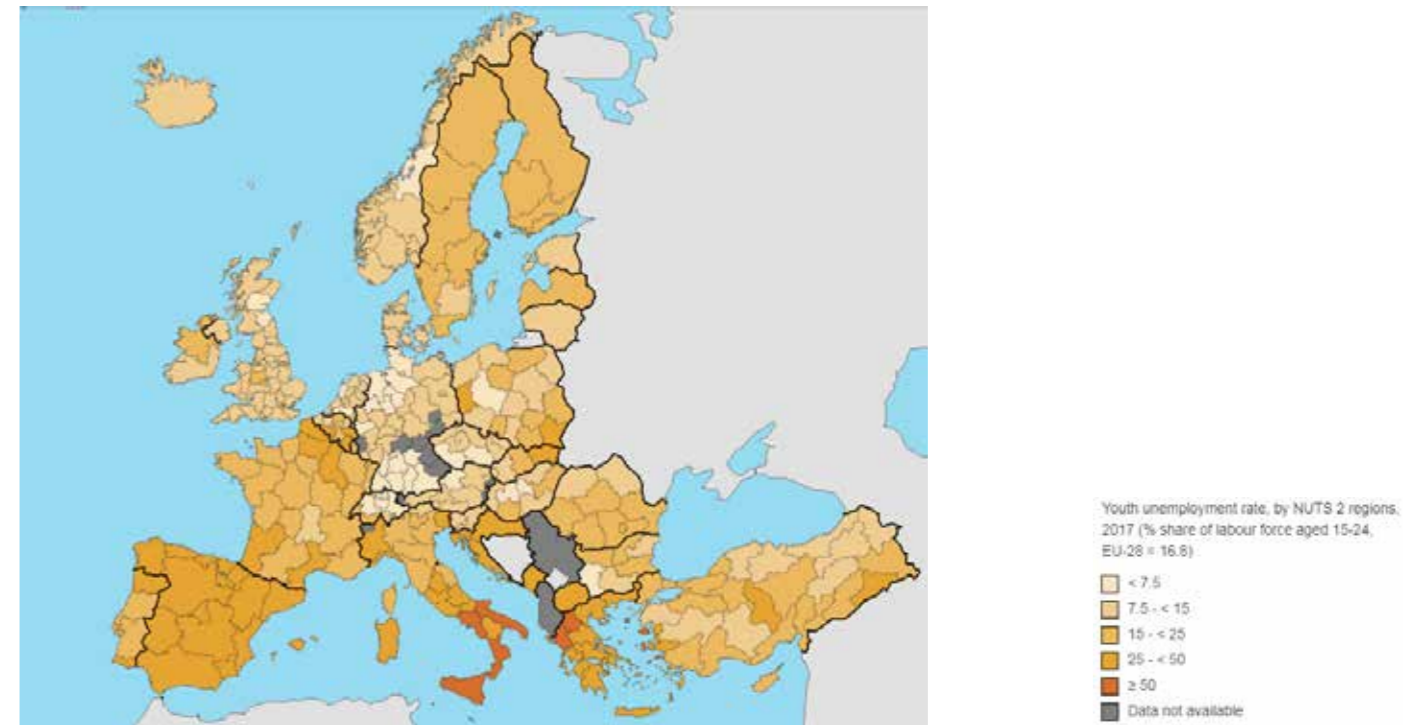 Youth unemployment rate, by NUTS 2 regions,
2017 (% share of labour force aged 15-24,
EU-28 = 16.8)
< 7.5
7.5 - < 15
15 - < 25
25 - < 50
≥ 50
Data not available